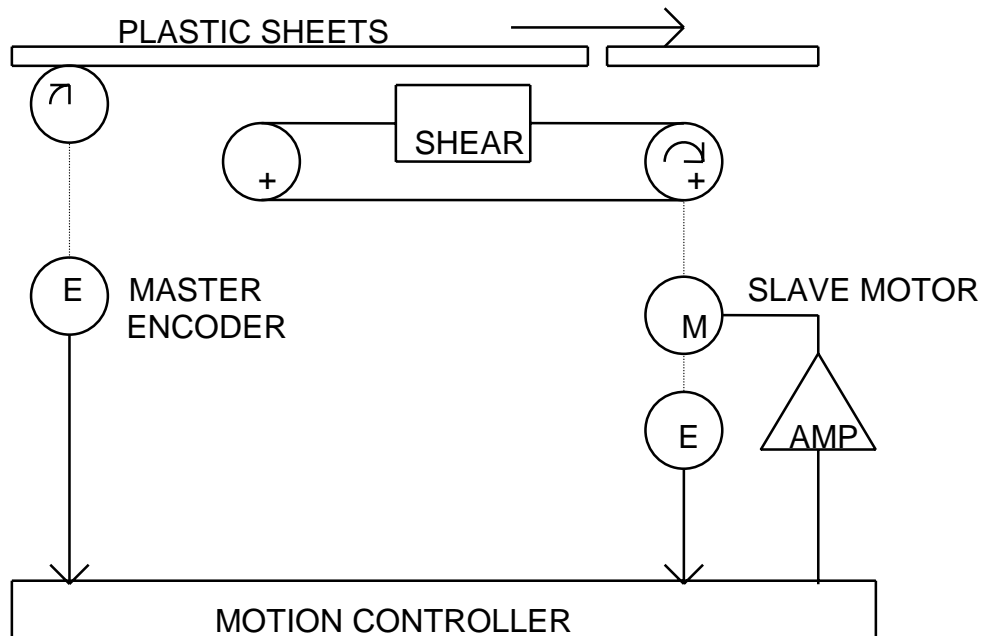 PLASTIC SHEETS
SHEAR
+
+
E
MASTER
ENCODER
SLAVE MOTOR
M
E
AMP
MOTION CONTROLLER